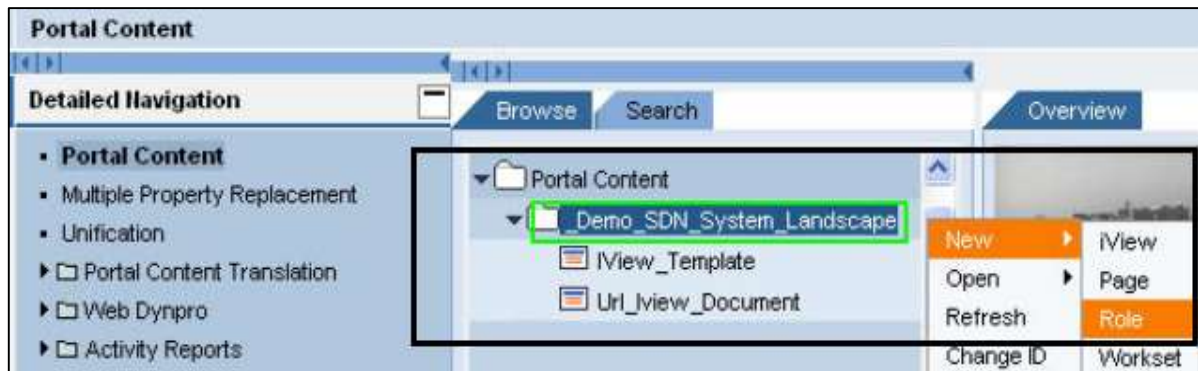 Portal Content
Detailed Navigation
Browse
Search
Overview
Portal Content
Multiple Property Replacement
Unification
Portal Content Translation
Web Dynpro
Activity Reports
Portal Content
_Demo_SDN_System_Landscape
IView_Template
Url_Iview_Document
New
Open
Refresh
Change ID
iView
Page
Role
Workset